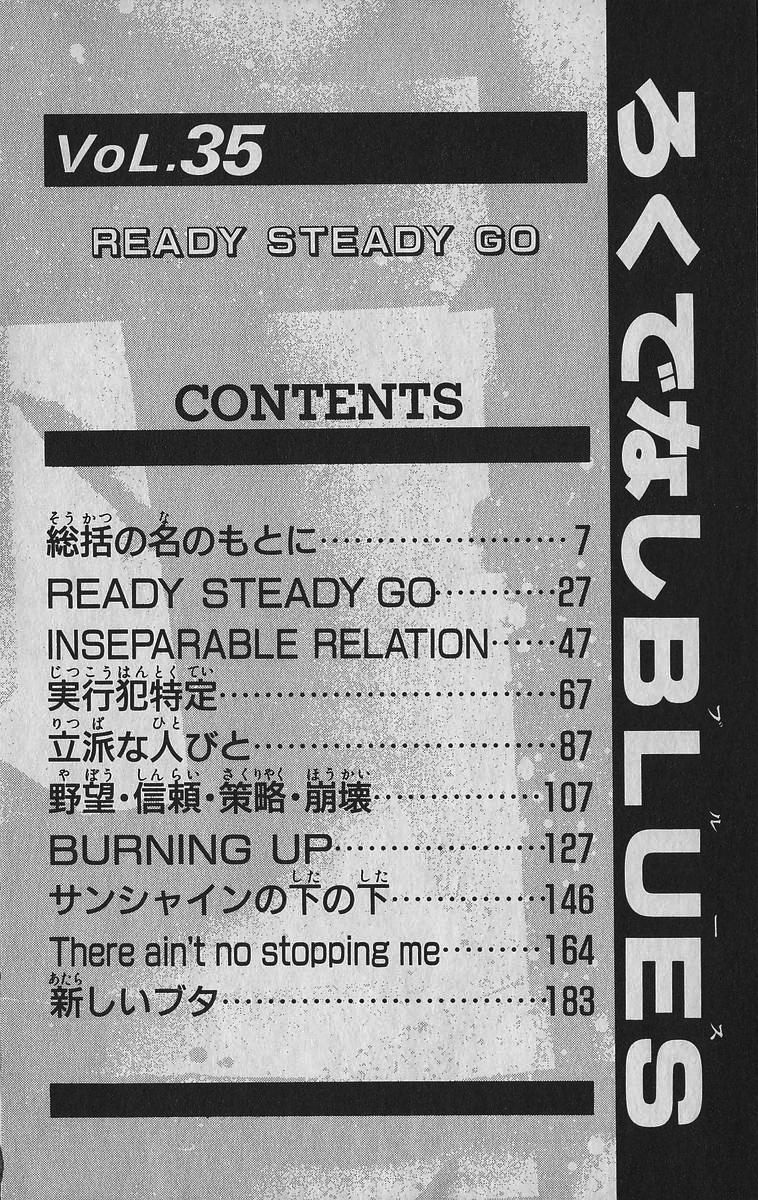 ろくでなしBLUES
ブルース
VOL.35
READY STEADY GO
CONTENTS
そうかつ な
総括の名のもとに……………………7
READY STEADY GO…………27
INSEPARABLE RELATION……47
じつこうはんとくてい
実行犯特定……………………………67
りつぱ ひと
立派な人びと…………………………87
やぼう しんらい さくりやく ほうかい
野望・信頼・策略・崩壊……………107
BURNING UP…………………127
した した
サンシャインの下の下……………146
There ain't no stopping me………164
あたら
新しいブタ……………………………183